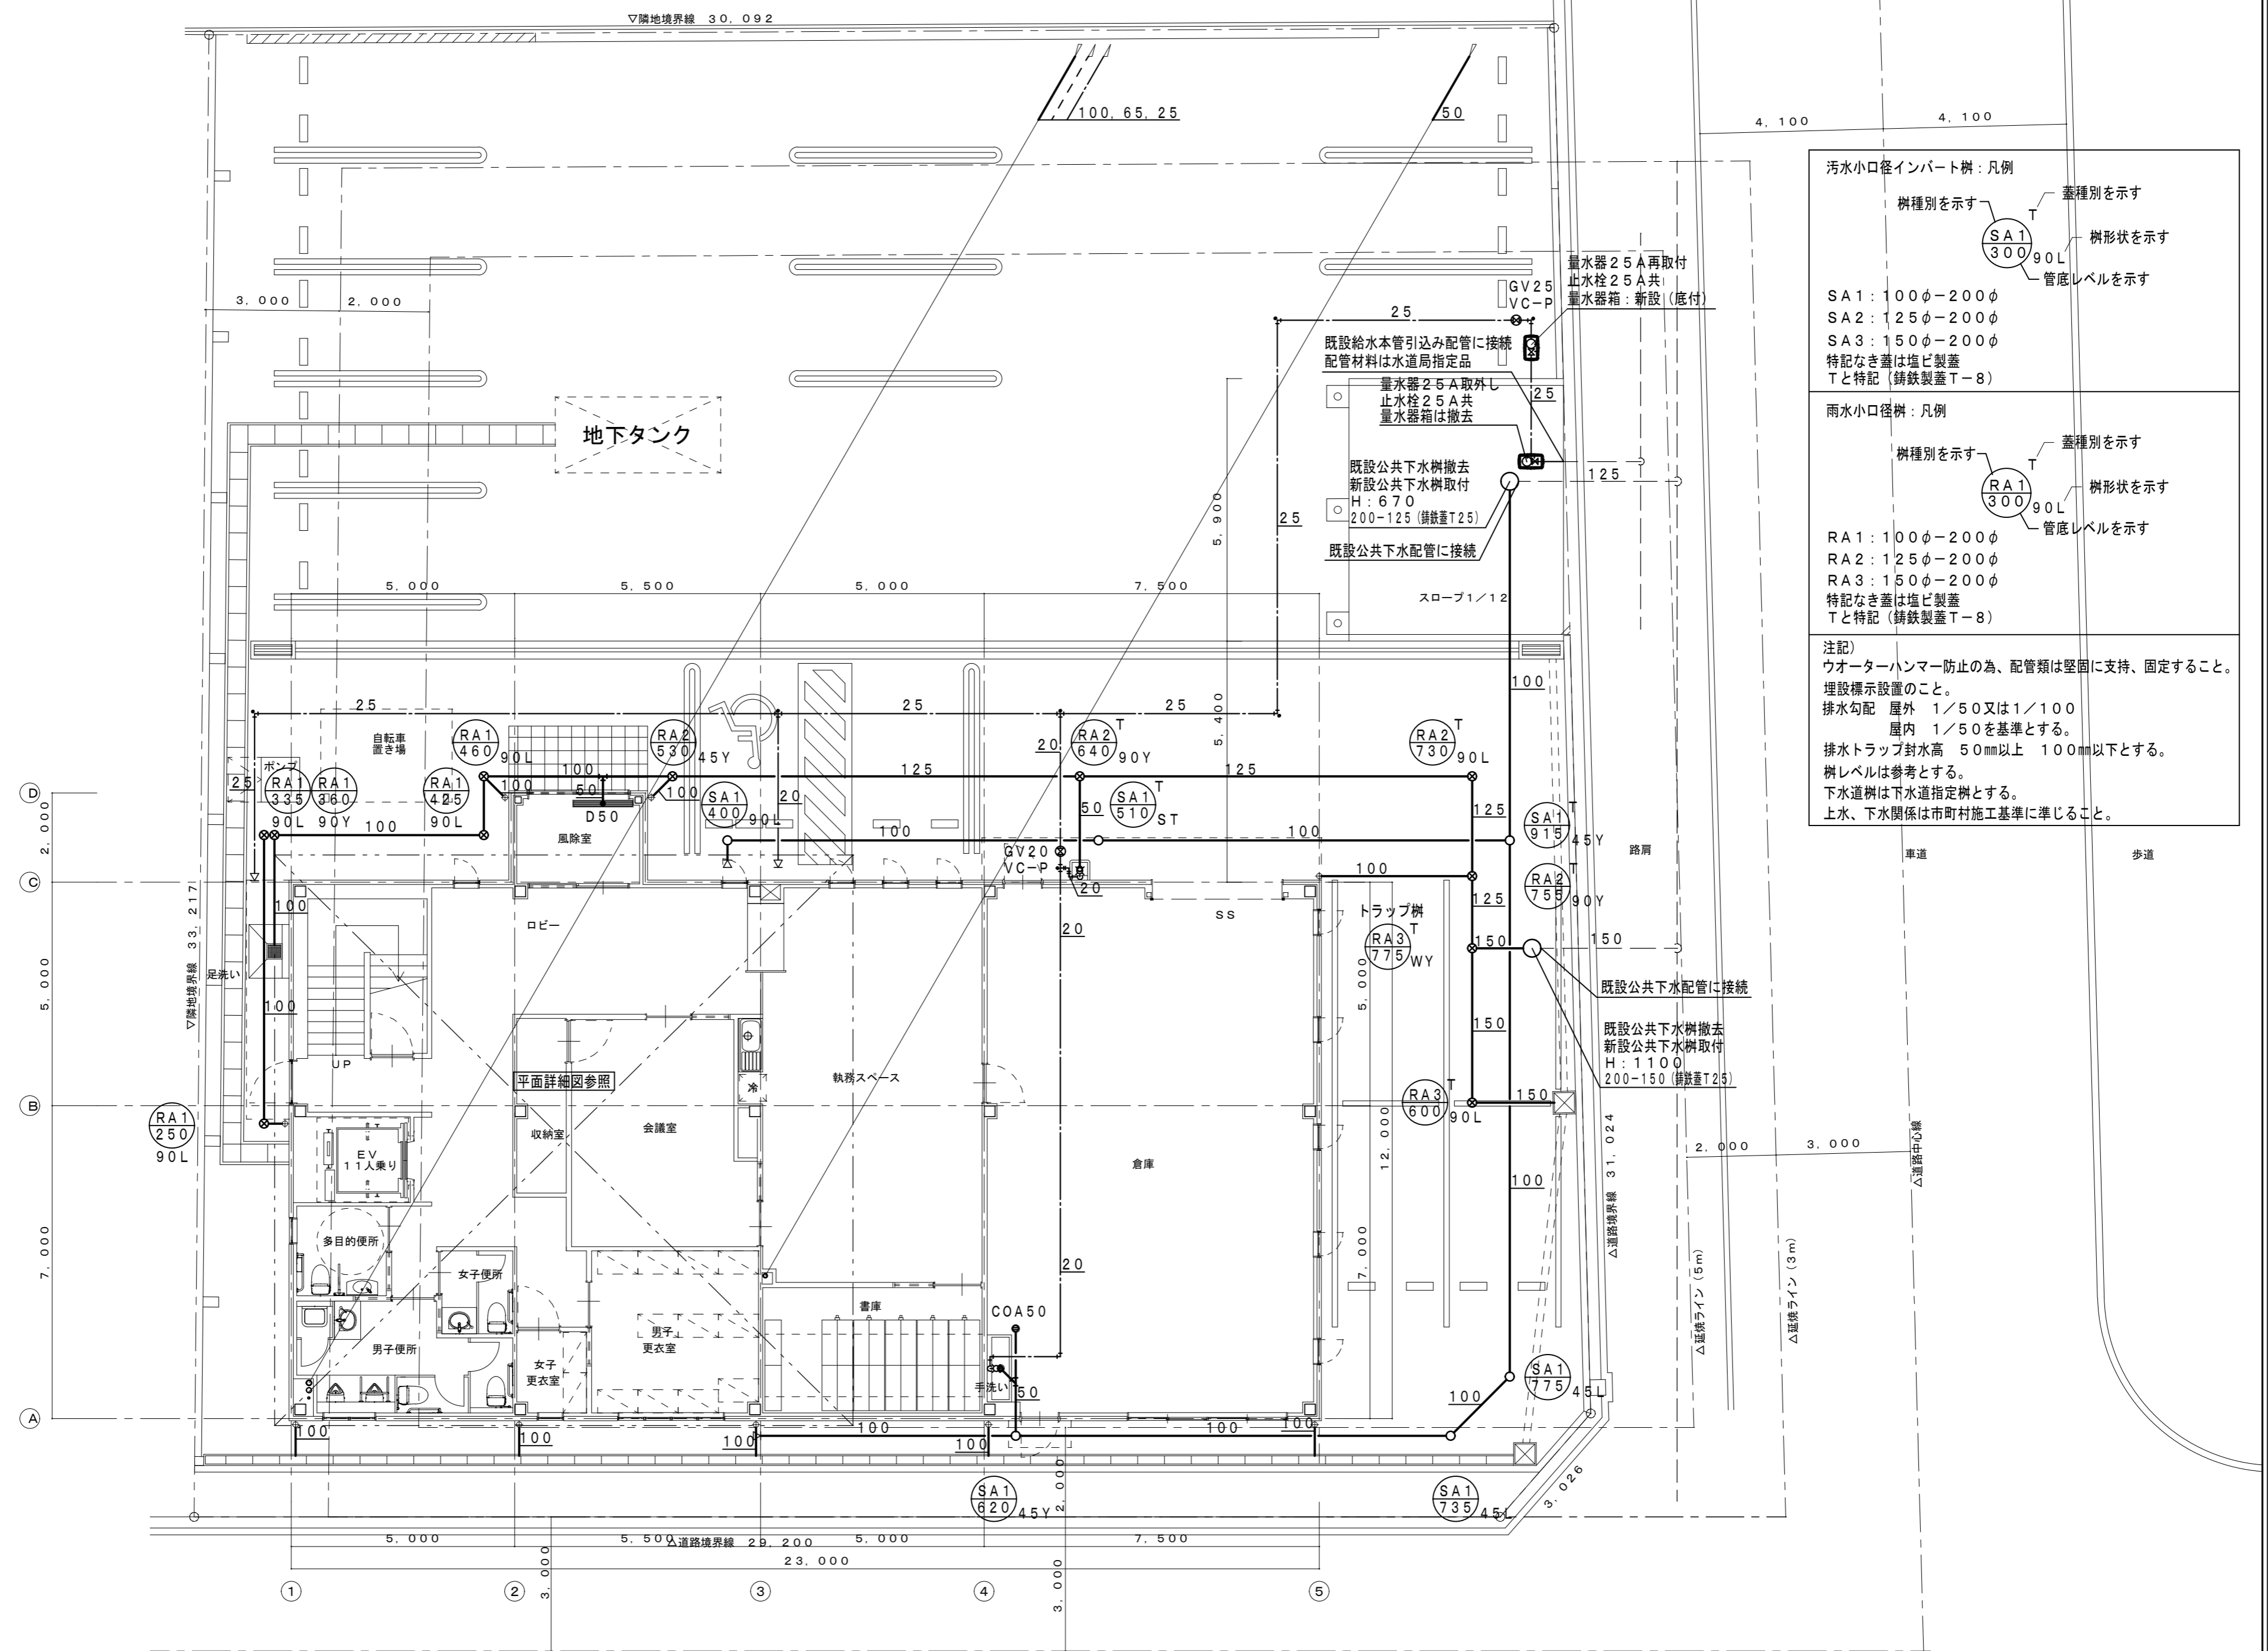 ▽隣地境界線 30,092
100,65,25
50
4,100
4,100
汚水小口径インバート桝：凡例
桝種別を示す
T
蓋種別を示す
SA1
300
90L
桝形状を示す
管底レベルを示す
SA1：100φ−200φ
SA2：125φ−200φ
SA3：150φ−200φ
特記なき蓋は塩ビ製蓋
Tと特記（鋳鉄製蓋T−8）
雨水小口径桝：凡例
桝種別を示す
T
蓋種別を示す
RA1
300
90L
桝形状を示す
管底レベルを示す
RA1：100φ−200φ
RA2：125φ−200φ
RA3：150φ−200φ
特記なき蓋は塩ビ製蓋
Tと特記（鋳鉄製蓋T−8）
注記）
ウオーターハンマー防止の為、配管類は堅固に支持、固定すること。
埋設標示設置のこと。
排水勾配　屋外　1／50又は1／100
屋内　1／50を基準とする。
排水トラップ封水高　50㎜以上　100㎜以下とする。
桝レベルは参考とする。
下水道桝は下水道指定桝とする。
上水、下水関係は市町村施工基準に準じること。
3,000
2,000
25
GV25
VC−P
量水器25A再取付
止水栓25A共
量水器箱：新設（底付）
既設給水本管引込み配管に接続
配管材料は水道局指定品
25
量水器25A取外し
止水栓25A共
量水器箱は撤去
地下タンク
既設公共下水桝撤去
新設公共下水桝取付
H：670
200−125（鋳鉄蓋T25）
125
既設公共下水配管に接続
25
5,900
スロープ1／12
5,000
5,500
5,000
7,500
100
5,400
25
25
25
自転車
置き場
ポンプ
25
RA1
335
90L
RA1
360
90Y
RA1
425
90L
RA1
460
90L
RA2
530
45Y
RA2
640
T
90Y
RA2
730
T
90L
20
100
100
50
D50
100
125
125
SA1
400
90L
20
SA1
510
T
ST
50
125
SA1
915
T
45Y
100
100
100
風除室
GV20
VC−P
20
路肩
車道
歩道
D
2,000
C
5,000
B
7,000
A
▽隣地境界線 33,217
100
足洗い
100
ロビー
UP
SS
20
100
RA2
755
T
90Y
125
トラップ桝
RA3
775
T
WY
150
150
既設公共下水配管に接続
既設公共下水桝撤去
新設公共下水桝取付
H：1100
200−150（鋳鉄蓋T25）
5,000
150
RA3
600
T
90L
150
平面詳細図参照
冷
執務スペース
RA1
250
90L
収納室
会議室
EV
11人乗り
倉庫
12,000
7,000
100
2,000
3,000
△道路境界線 31,024
△道路中心線
多目的便所
女子便所
20
△延焼ライン（5m）
△延焼ライン（3m）
男子便所
男子
更衣室
女子
更衣室
書庫
COA50
手洗い
50
SA1
775
45L
100
100
100
100
100
100
100
100
SA1
620
45Y
2,000
SA1
735
45L
3,026
5,000
5,500
△道路境界線 29,200
5,000
7,500
23,000
3,000
3,000
1
2
3
4
5